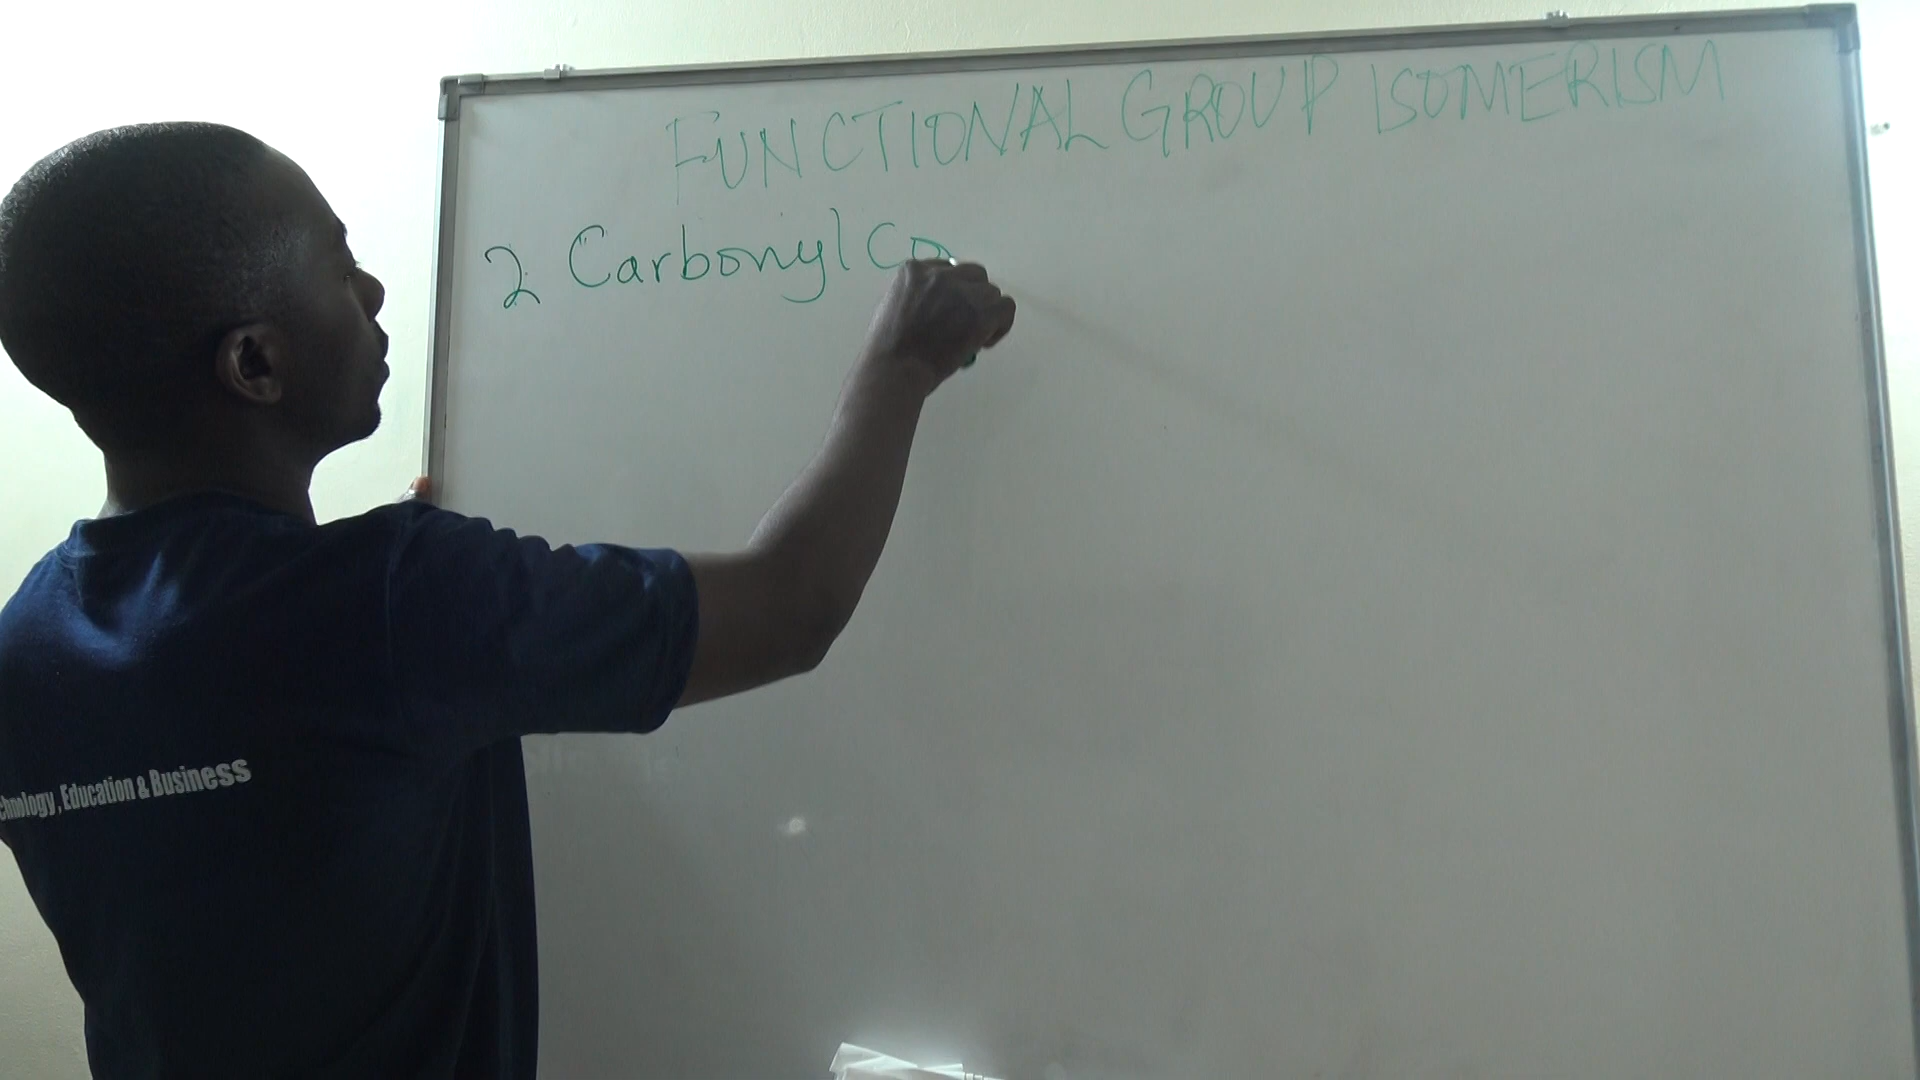 FUNCTIONAL GROUP ISOMERISM
2 Carbonyl Co
chnology, Education & Business